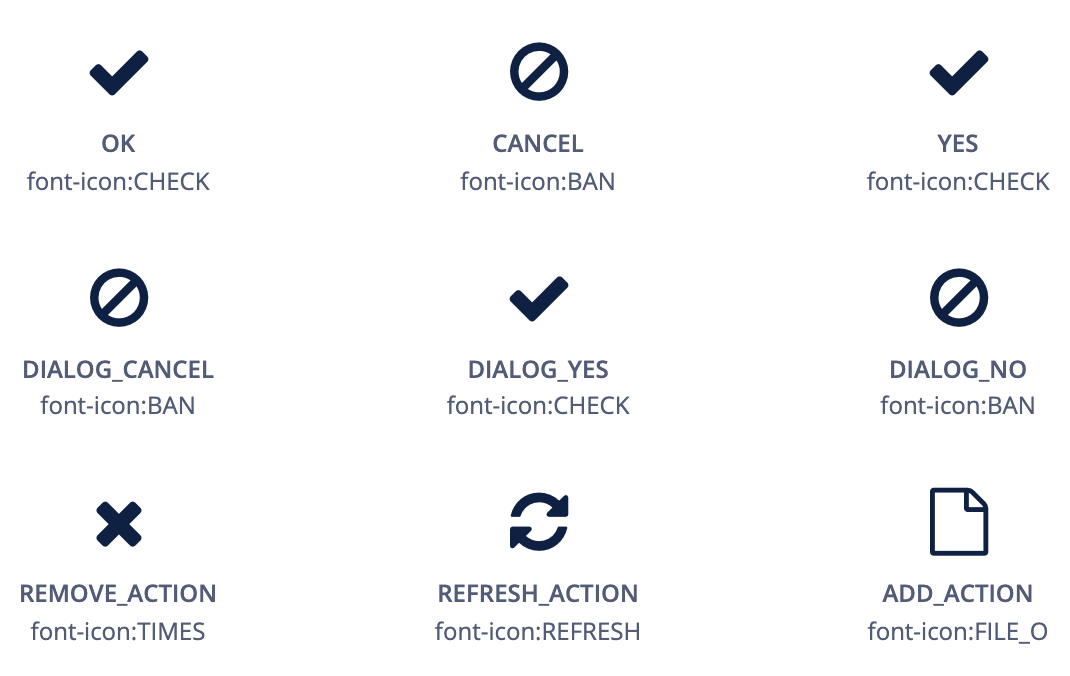 OK
font-icon:CHECK
CANCEL
font-icon:BAN
YES
font-icon:CHECK
DIALOG_CANCEL
font-icon:BAN
DIALOG_YES
font-icon:CHECK
DIALOG_NO
font-icon:BAN
REMOVE_ACTION
font-icon:TIMES
REFRESH_ACTION
font-icon:REFRESH
ADD_ACTION
font-icon:FILE_O